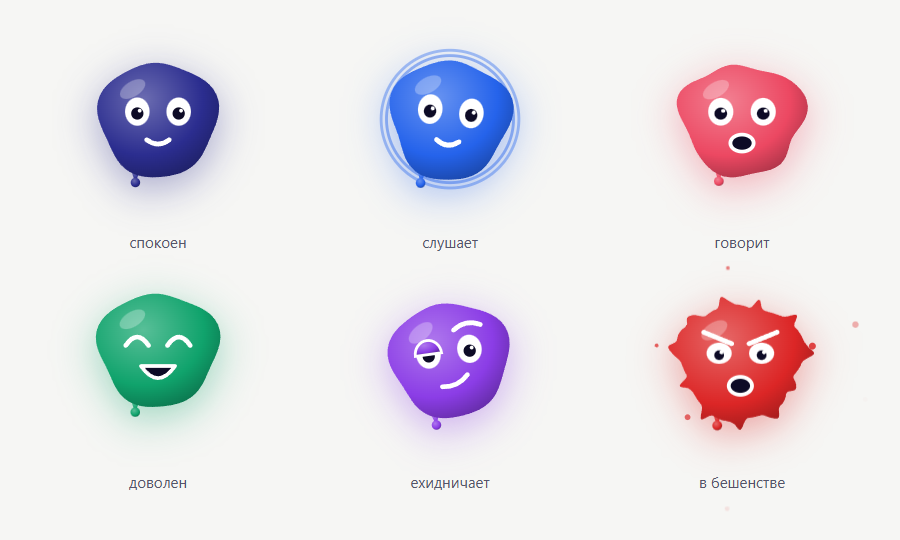 спокоен
слушает
говорит
доволен
ехидничает
в бешенстве